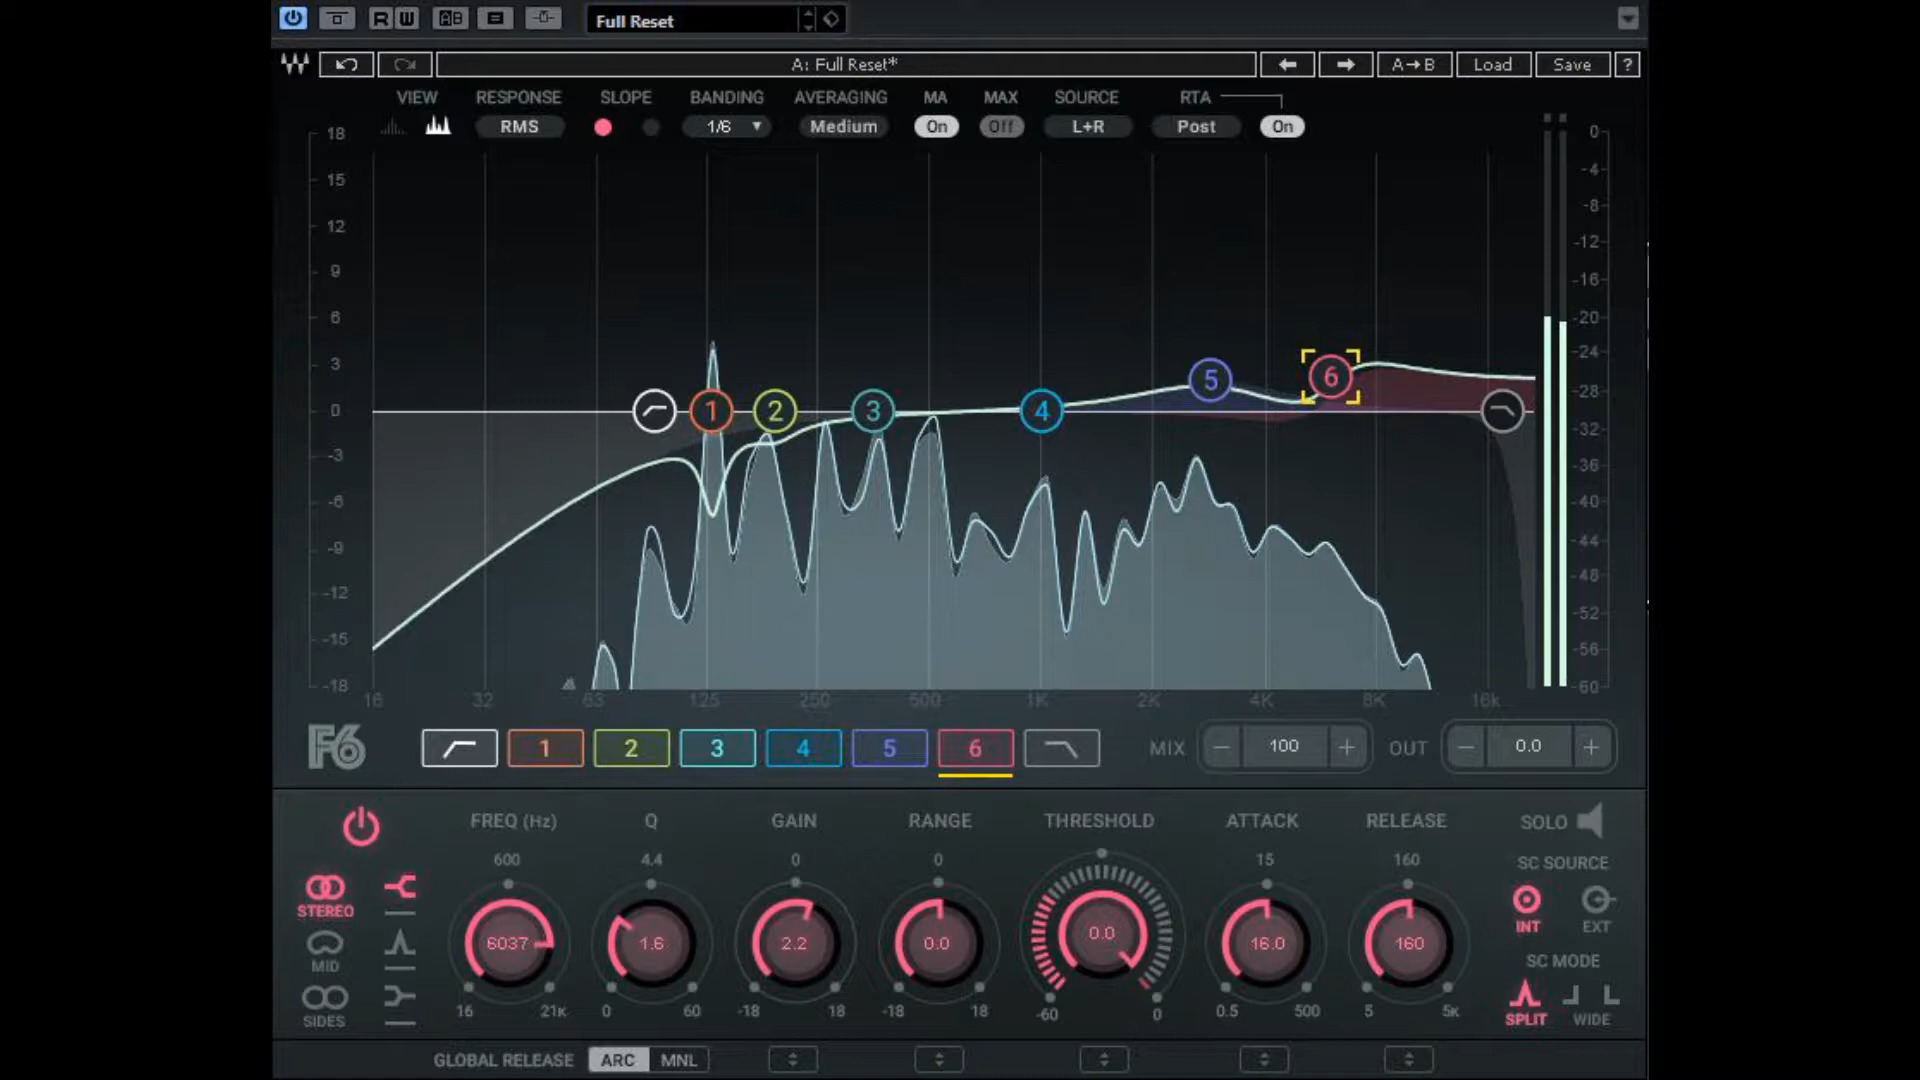 R W A B Full Reset
A: Full Reset* A→B Load Save ?
VIEW RESPONSE SLOPE BANDING AVERAGING MA MAX SOURCE RTA
RMS 1/6 Medium On Off L+R Post On
18 0
15 -4
12 -8
-12
9 -16
6 -20
3 -24
-28
0 -32
-3 -36
-6 -40
-9 -44
-12 -48
-52
-15 -56
-18 -60
1 2 3 4 5 6
16 32 63 125 250 500 1K 2K 4K 8K 16k
F6 1 2 3 4 5 6 MIX − 100 + OUT − 0.0 +
FREQ (Hz) Q GAIN RANGE THRESHOLD ATTACK RELEASE SOLO
600 4.4 0 0 15 160 SC SOURCE
STEREO 6037 1.6 2.2 0.0 0.0 16.0 160 INT EXT
MID SC MODE
16 21K 0 60 -18 18 -18 18 -60 0 0.5 500 5 5K
SIDES SPLIT WIDE
GLOBAL RELEASE ARC MNL